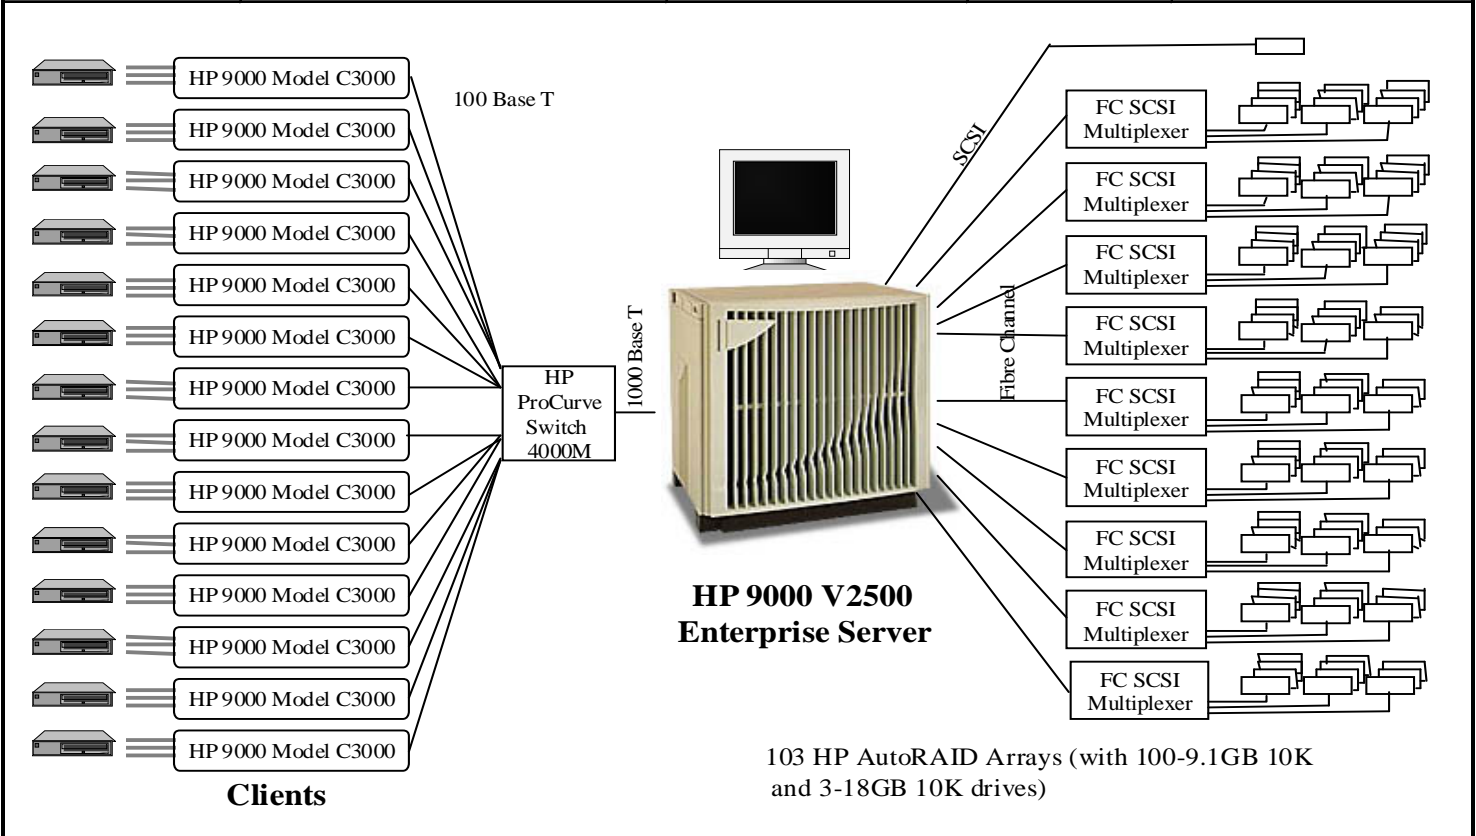 HP 9000 Model C3000
HP 9000 Model C3000
HP 9000 Model C3000
HP 9000 Model C3000
HP 9000 Model C3000
HP 9000 Model C3000
HP 9000 Model C3000
HP 9000 Model C3000
HP 9000 Model C3000
HP 9000 Model C3000
HP 9000 Model C3000
HP 9000 Model C3000
HP 9000 Model C3000
HP 9000 Model C3000
Clients
100 Base T
HP
ProCurve
Switch
4000M
1000 Base T
HP 9000 V2500
Enterprise Server
SCSI
Fibre Channel
FC SCSI
Multiplexer
FC SCSI
Multiplexer
FC SCSI
Multiplexer
FC SCSI
Multiplexer
FC SCSI
Multiplexer
FC SCSI
Multiplexer
FC SCSI
Multiplexer
FC SCSI
Multiplexer
FC SCSI
Multiplexer
103 HP AutoRAID Arrays (with 100-9.1GB 10K
and 3-18GB 10K drives)